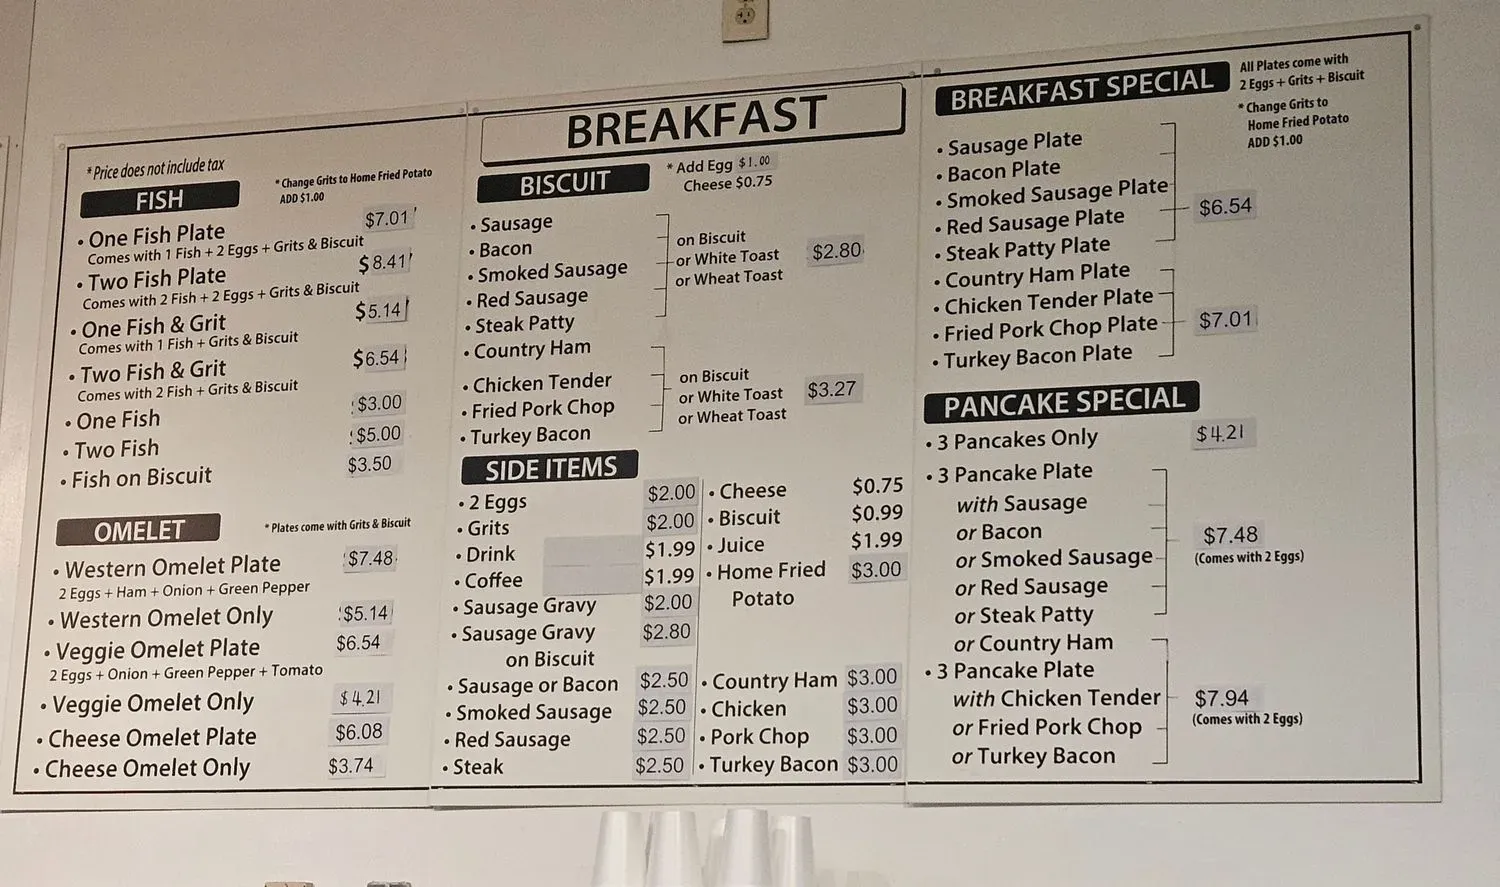 * Price does not include tax
FISH
* Change Grits to Home Fried Potato
ADD $1.00
• One Fish Plate $7.01
Comes with 1 Fish + 2 Eggs + Grits & Biscuit
• Two Fish Plate $8.41
Comes with 2 Fish + 2 Eggs + Grits & Biscuit
• One Fish & Grit $5.14
Comes with 1 Fish + Grits & Biscuit
• Two Fish & Grit $6.54
Comes with 2 Fish + Grits & Biscuit
• One Fish $3.00
• Two Fish $5.00
• Fish on Biscuit $3.50
OMELET
* Plates come with Grits & Biscuit
• Western Omelet Plate $7.48
2 Eggs + Ham + Onion + Green Pepper
• Western Omelet Only $5.14
• Veggie Omelet Plate $6.54
2 Eggs + Onion + Green Pepper + Tomato
• Veggie Omelet Only $4.21
• Cheese Omelet Plate $6.08
• Cheese Omelet Only $3.74
BREAKFAST
BISCUIT
* Add Egg $1.00
Cheese $0.75
• Sausage
• Bacon
• Smoked Sausage
• Red Sausage
• Steak Patty
on Biscuit
or White Toast $2.80
or Wheat Toast
• Country Ham
• Chicken Tender
• Fried Pork Chop
• Turkey Bacon
on Biscuit
or White Toast $3.27
or Wheat Toast
SIDE ITEMS
• 2 Eggs $2.00
• Grits $2.00
• Drink $1.99
• Coffee $1.99
• Sausage Gravy $2.00
• Sausage Gravy $2.80
on Biscuit
• Sausage or Bacon $2.50
• Smoked Sausage $2.50
• Red Sausage $2.50
• Steak $2.50
• Cheese $0.75
• Biscuit $0.99
• Juice $1.99
• Home Fried $3.00
Potato
• Country Ham $3.00
• Chicken $3.00
• Pork Chop $3.00
• Turkey Bacon $3.00
BREAKFAST SPECIAL
All Plates come with
2 Eggs + Grits + Biscuit
* Change Grits to
Home Fried Potato
ADD $1.00
• Sausage Plate
• Bacon Plate
• Smoked Sausage Plate
• Red Sausage Plate
• Steak Patty Plate
$6.54
• Country Ham Plate
• Chicken Tender Plate
• Fried Pork Chop Plate
• Turkey Bacon Plate
$7.01
PANCAKE SPECIAL
• 3 Pancakes Only $4.21
• 3 Pancake Plate
with Sausage
or Bacon
or Smoked Sausage
or Red Sausage
or Steak Patty
$7.48
(Comes with 2 Eggs)
or Country Ham
• 3 Pancake Plate
with Chicken Tender
or Fried Pork Chop
or Turkey Bacon
$7.94
(Comes with 2 Eggs)